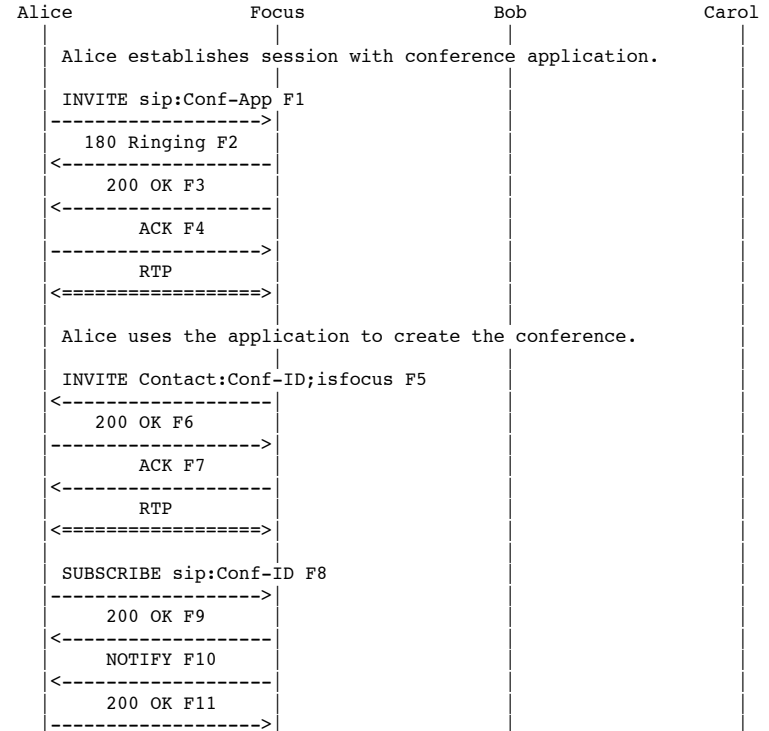 Alice Focus Bob Carol
Alice establishes session with conference application.
INVITE sip:Conf-App F1
180 Ringing F2
200 OK F3
ACK F4
RTP
Alice uses the application to create the conference.
INVITE Contact:Conf-ID;isfocus F5
200 OK F6
ACK F7
RTP
SUBSCRIBE sip:Conf-ID F8
200 OK F9
NOTIFY F10
200 OK F11